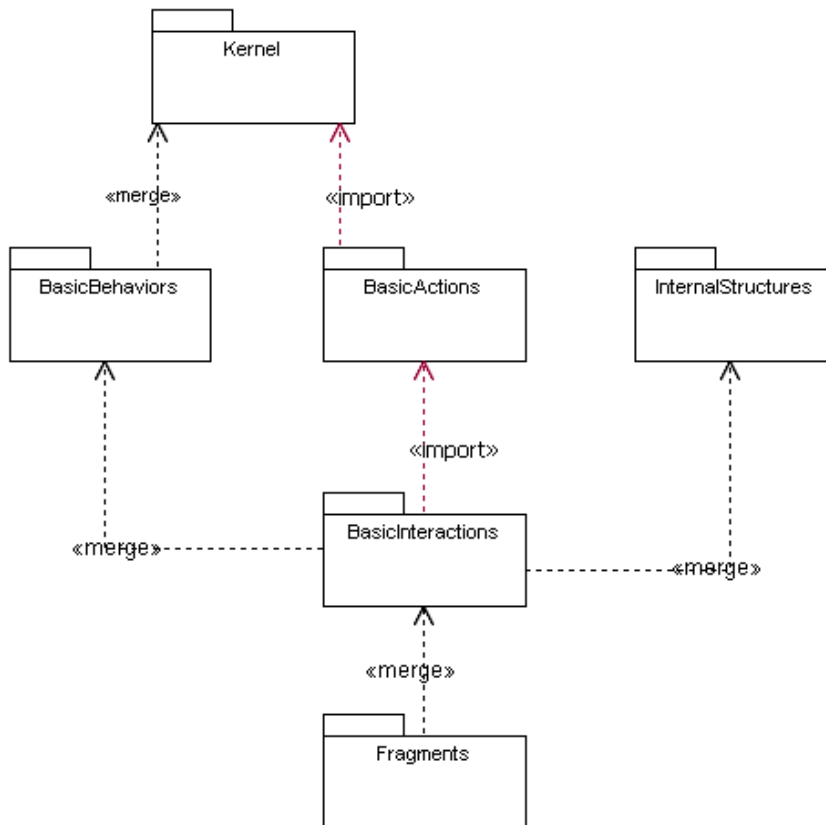 Kernel
«merge»
«import»
BasicBehaviors
BasicActions
InternalStructures
«import»
BasicInteractions
«merge»
«merge»
«merge»
Fragments